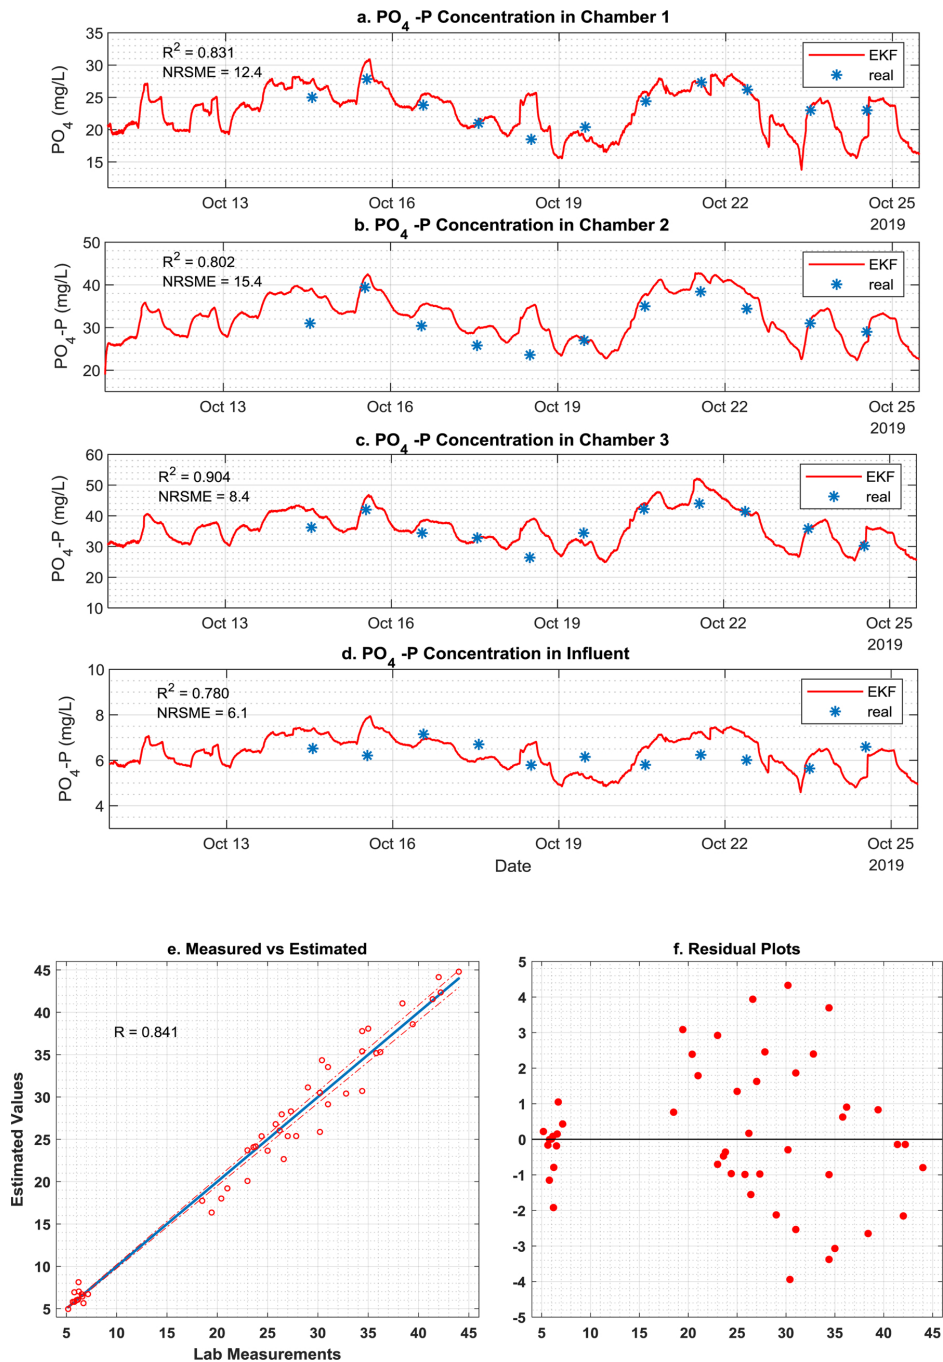 a. PO4 -P Concentration in Chamber 1
R2 = 0.831
NRSME = 12.4
EKF
real
PO4 (mg/L)
35
30
25
20
15
Oct 13
Oct 16
Oct 19
Oct 22
Oct 25
2019
b. PO4 -P Concentration in Chamber 2
R2 = 0.802
NRSME = 15.4
EKF
real
PO4-P (mg/L)
50
40
30
20
Oct 13
Oct 16
Oct 19
Oct 22
Oct 25
2019
c. PO4 -P Concentration in Chamber 3
R2 = 0.904
NRSME = 8.4
EKF
real
PO4-P (mg/L)
60
50
40
30
20
10
Oct 13
Oct 16
Oct 19
Oct 22
Oct 25
2019
d. PO4 -P Concentration in Influent
R2 = 0.780
NRSME = 6.1
EKF
real
PO4-P (mg/L)
10
8
6
4
Oct 13
Oct 16
Oct 19
Oct 22
Oct 25
2019
Date
e. Measured vs Estimated
R = 0.841
Estimated Values
45
40
35
30
25
20
15
10
5
5 10 15 20 25 30 35 40 45
Lab Measurements
f. Residual Plots
5
4
3
2
1
0
-1
-2
-3
-4
-5
5 10 15 20 25 30 35 40 45